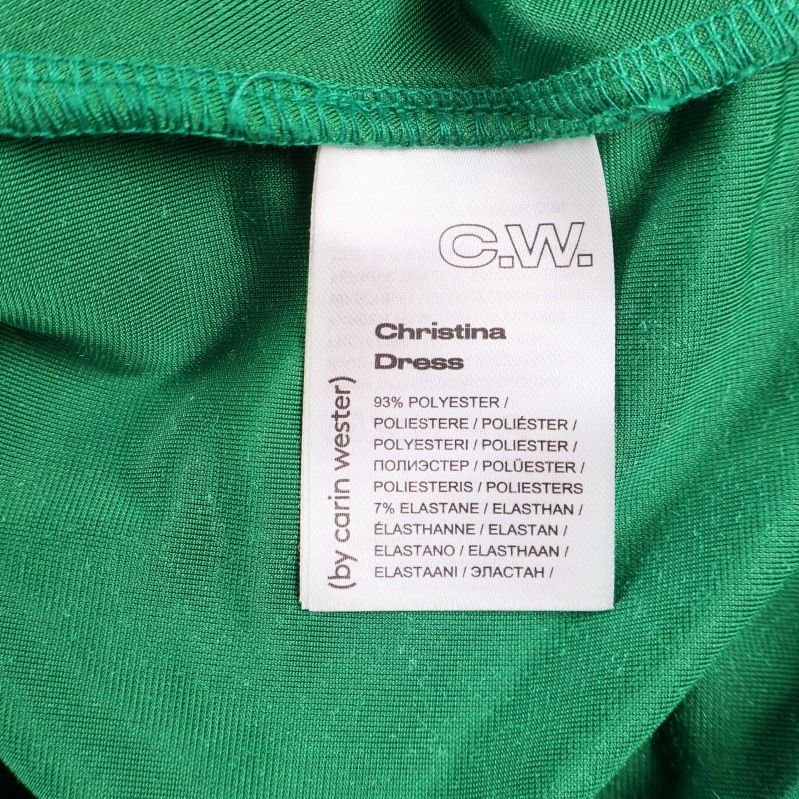 C.W.
Christina
Dress
(by carin wester)
93% POLYESTER /
POLIESTERE / POLIÉSTER /
POLYESTERI / POLIESTER /
ПОЛИЭСТЕР / POLÜESTER /
POLIESTERIS / POLIESTERS
7% ELASTANE / ELASTHAN /
ÉLASTHANNE / ELASTAN /
ELASTANO / ELASTHAAN /
ELASTAANI / ЭЛАСТАН /